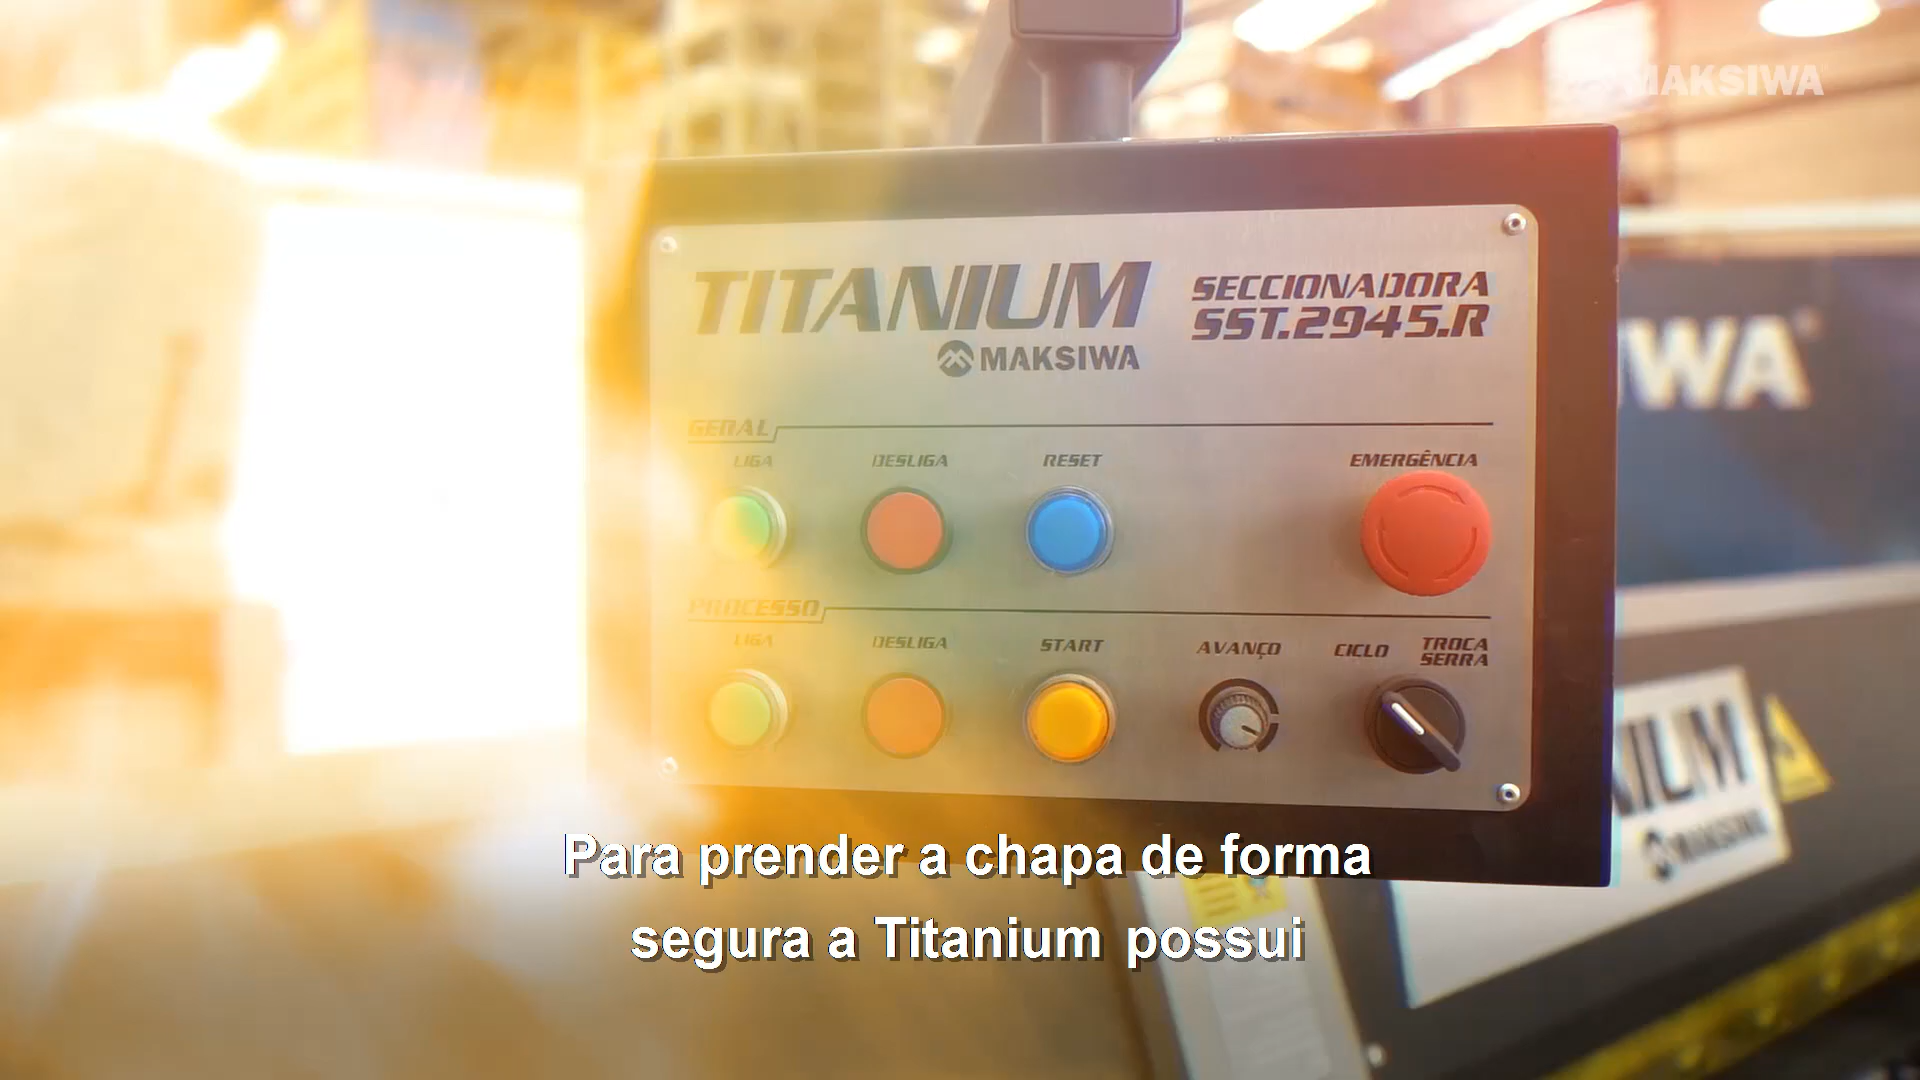 MAKSIWA
TITANIUM
MAKSIWA
SECCIONADORA
SST.2945.R
GERAL
LIGA
DESLIGA
RESET
EMERGÊNCIA
PROCESSO
LIGA
DESLIGA
START
AVANÇO
CICLO
TROCA
SERRA
WA
NIUM
MAKSIWA
Para prender a chapa de forma
segura a Titanium possui